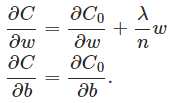 ∂C/∂w = ∂C₀/∂w + λ/n w
∂C/∂b = ∂C₀/∂b.